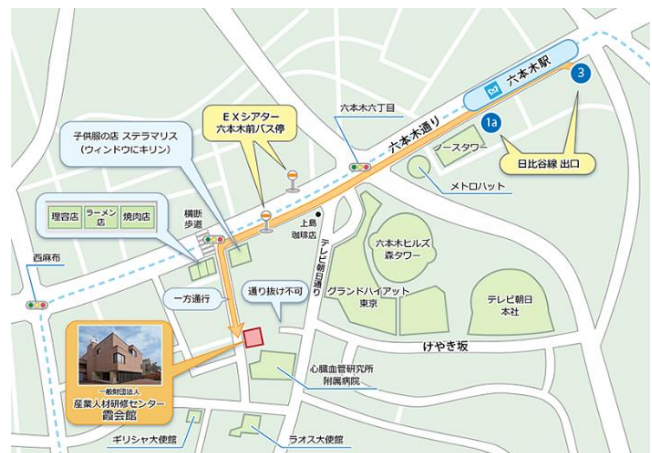 六本木駅
3
1a
日比谷線 出口
六本木六丁目
六本木通り
ノースタワー
メトロハット
EXシアター
六本木前バス停
子供服の店 ステラマリス
(ウィンドウにキリン)
理容店
ラーメン
店
焼肉店
横断
歩道
西麻布
上島
珈琲店
テレビ朝日通り
六本木ヒルズ
森タワー
グランドハイアット
東京
テレビ朝日
本社
けやき坂
一方通行
通り抜け不可
心臓血管研究所
附属病院
一般財団法人
産業人材研修センター
霞会館
ギリシャ大使館
ラオス大使館